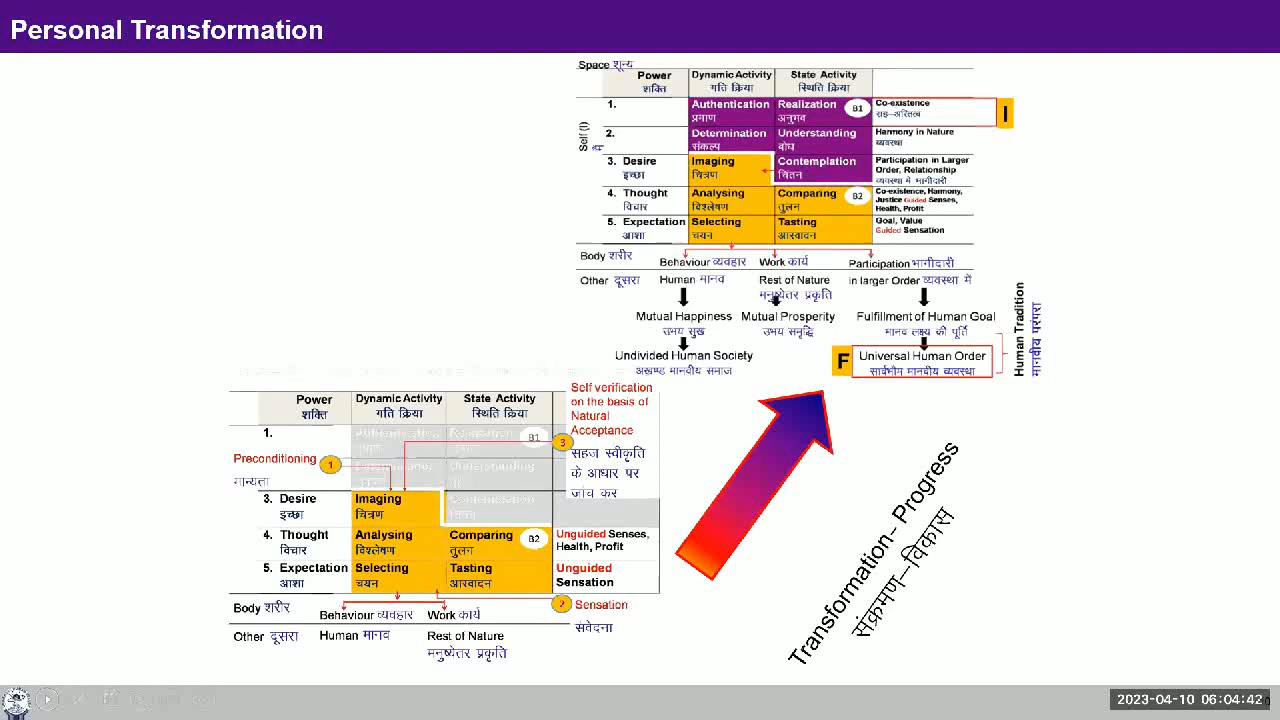 Personal Transformation
Space शून्य
Power Dynamic Activity State Activity
शक्ति गति क्रिया स्थिति क्रिया
1. Authentication Realization B1 Co-existence I
प्रमाण अनुभव सह-अस्तित्व
Self (I)
2. Determination Understanding Harmony in Nature
संकल्प बोध व्यवस्था
3. Desire Imaging Contemplation Participation in Larger
Order, Relationship
इच्छा चित्रण चिंतन व्यवस्था में भागीदारी
4. Thought Analysing Comparing B2 Co-existence, Harmony,
Justice Guided Senses,
विचार विश्लेषण तुलन Health, Profit
5. Expectation Selecting Tasting Goal, Value
आशा चयन आस्वादन Guided Sensation
Body शरीर Behaviour व्यवहार Work कार्य Participation भागीदारी
Other दूसरा Human मानव Rest of Nature in larger Order व्यवस्था में
मनुष्येतर प्रकृति
Mutual Happiness Mutual Prosperity Fulfillment of Human Goal
उभय सुख उभय समृद्धि मानव लक्ष्य की पूर्ति
Undivided Human Society F Universal Human Order
अखण्ड मानवीय समाज सार्वभौम मानवीय व्यवस्था
Human Tradition
मानवीय परंपरा
Power Dynamic Activity State Activity
शक्ति गति क्रिया स्थिति क्रिया
Self verification
on the basis of
Natural
Acceptance
3
सहज स्वीकृति
के आधार पर
जांच कर
1. B1
Preconditioning 1
मान्यता
3. Desire Imaging
इच्छा चित्रण
4. Thought Analysing Comparing B2 Unguided Senses,
विचार विश्लेषण तुलन Health, Profit
5. Expectation Selecting Tasting Unguided
आशा चयन आस्वादन Sensation
Body शरीर Behaviour व्यवहार Work कार्य 2 Sensation
संवेदना
Other दूसरा Human मानव Rest of Nature
मनुष्येतर प्रकृति
Transformation- Progress
संक्रमण–विकास
2023-04-10 06:04:42